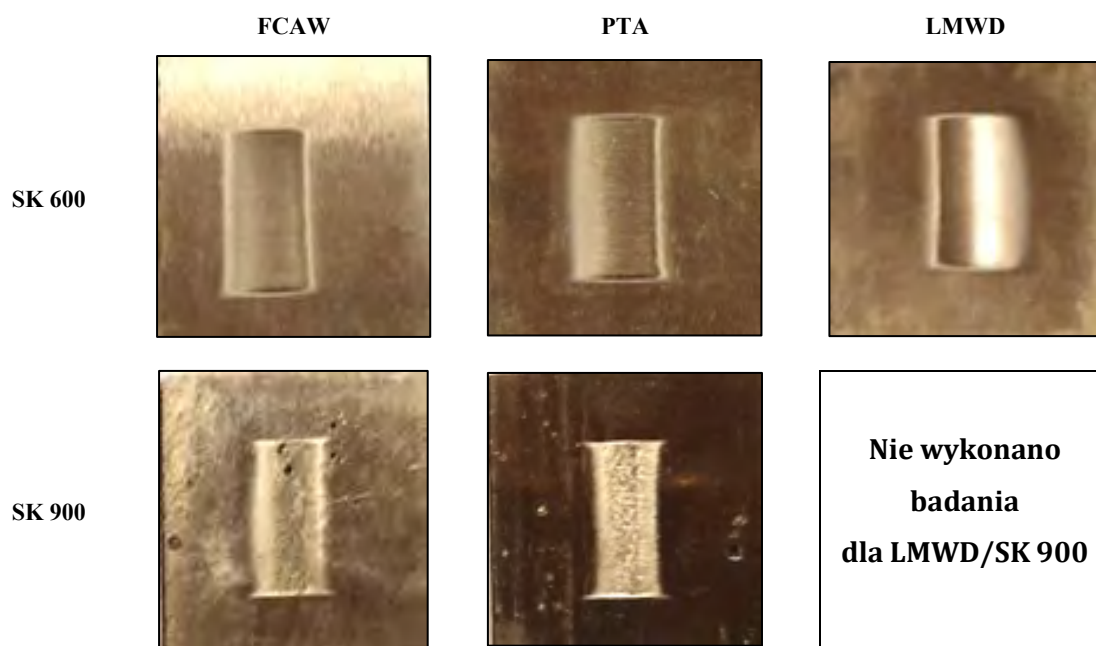 FCAW PTA LMWD
SK 600
SK 900
Nie wykonano
badania
dla LMWD/SK 900